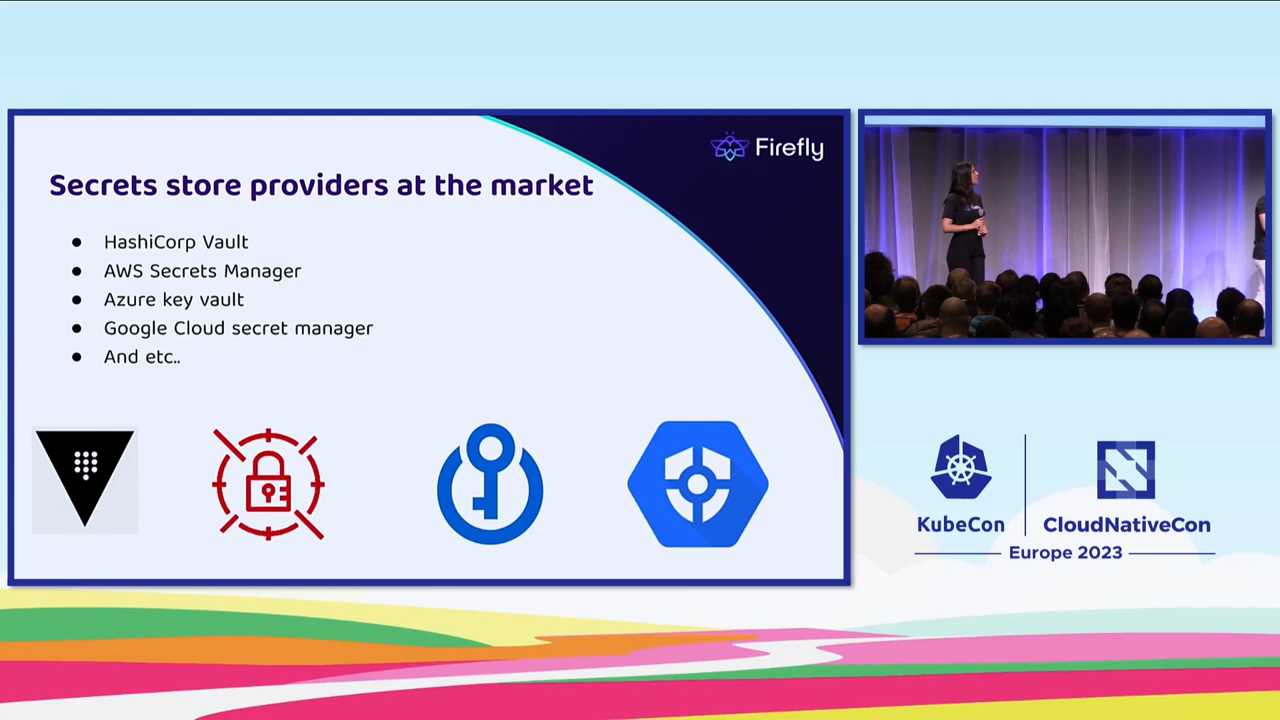 Firefly
Secrets store providers at the market
HashiCorp Vault
AWS Secrets Manager
Azure key vault
Google Cloud secret manager
And etc..
KubeCon
CloudNativeCon
Europe 2023